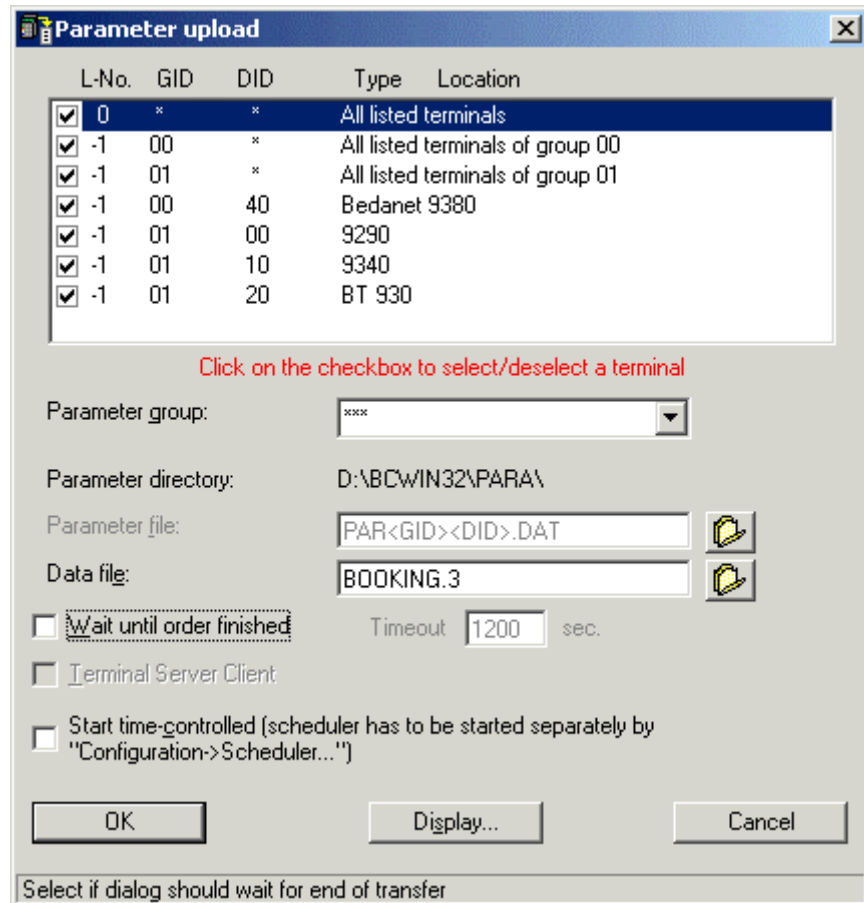 Parameter upload
L-No. GID DID Type Location
0 * * All listed terminals
-1 00 * All listed terminals of group 00
-1 01 * All listed terminals of group 01
-1 00 40 Bedanet 9380
-1 01 00 9290
-1 01 10 9340
-1 01 20 BT 930
Click on the checkbox to select/deselect a terminal
Parameter group: ***
Parameter directory: D:\BCWIN32\PARA\
Parameter file: PAR<GID><DID>.DAT
Data file: BOOKING.3
Wait until order finished Timeout 1200 sec.
Terminal Server Client
Start time-controlled (scheduler has to be started separately by
"Configuration->Scheduler...")
OK Display... Cancel
Select if dialog should wait for end of transfer